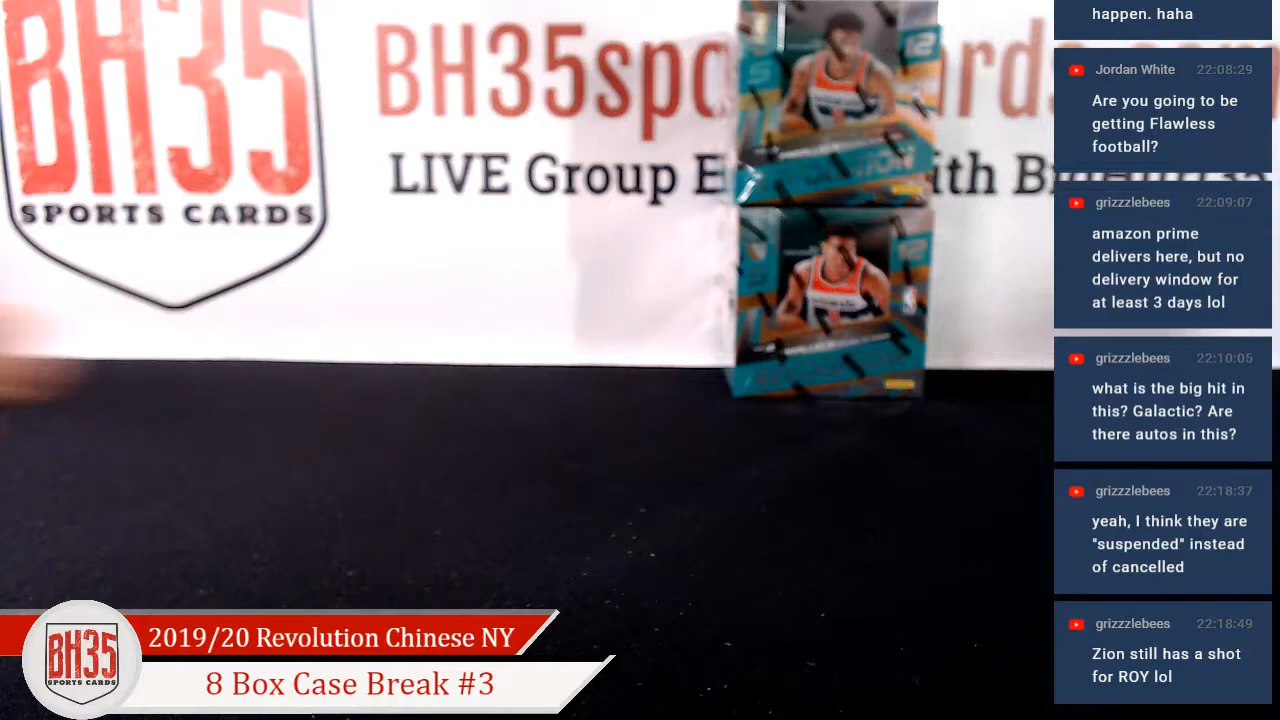 BH35
SPORTS CARDS
BH35spo
LIVE Group
12
12
happen. haha
Jordan White 22:08:29
Are you going to be
getting Flawless
football?
grizzzlebees 22:09:07
amazon prime
delivers here, but no
delivery window for
at least 3 days lol
grizzzlebees 22:10:05
what is the big hit in
this? Galactic? Are
there autos in this?
grizzzlebees 22:18:37
yeah, I think they are
"suspended" instead
of cancelled
grizzzlebees 22:18:49
Zion still has a shot
for ROY lol
BH35
SPORTS CARDS
2019/20 Revolution Chinese NY
8 Box Case Break #3